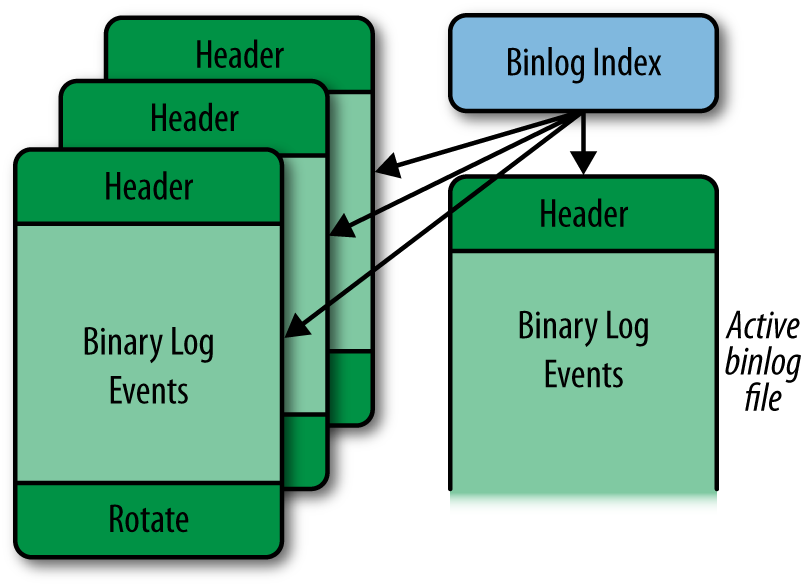 Header
Header
Header
Binary Log
Events
Rotate
Binlog Index
Header
Binary Log
Events
Active
binlog
file